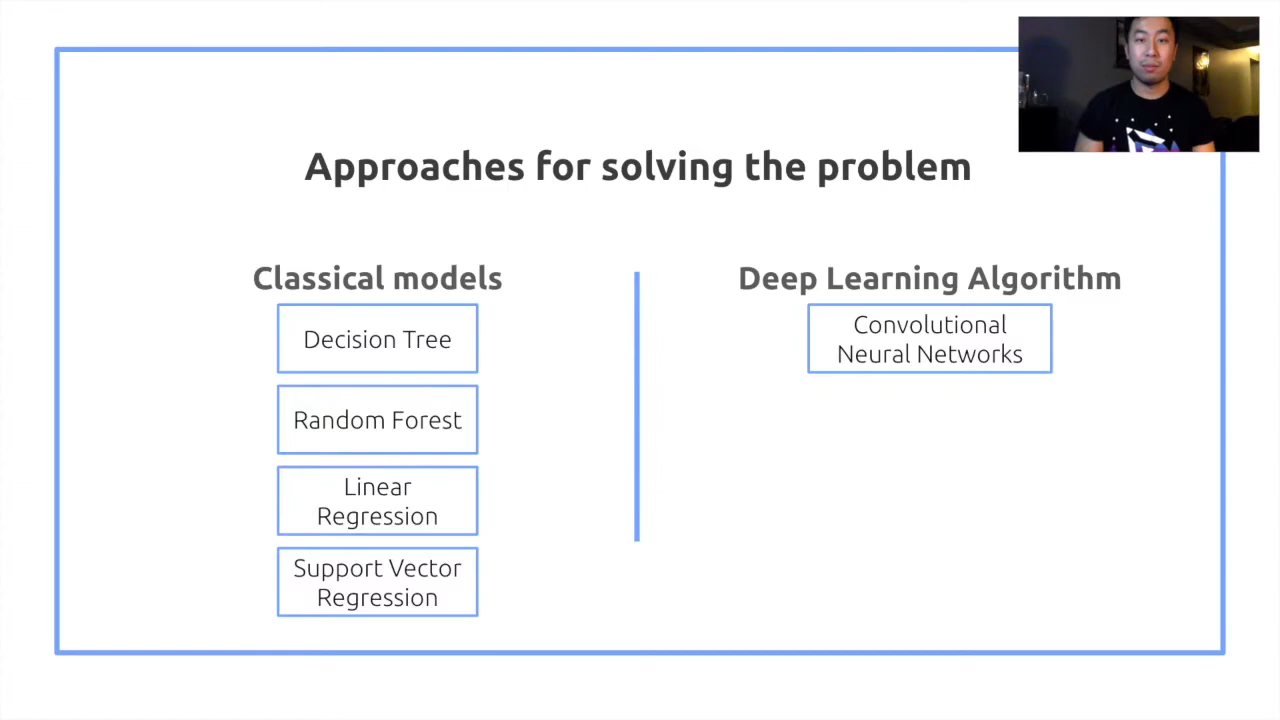 Approaches for solving the problem
Classical models
Decision Tree
Random Forest
Linear
Regression
Support Vector
Regression
Deep Learning Algorithm
Convolutional
Neural Networks